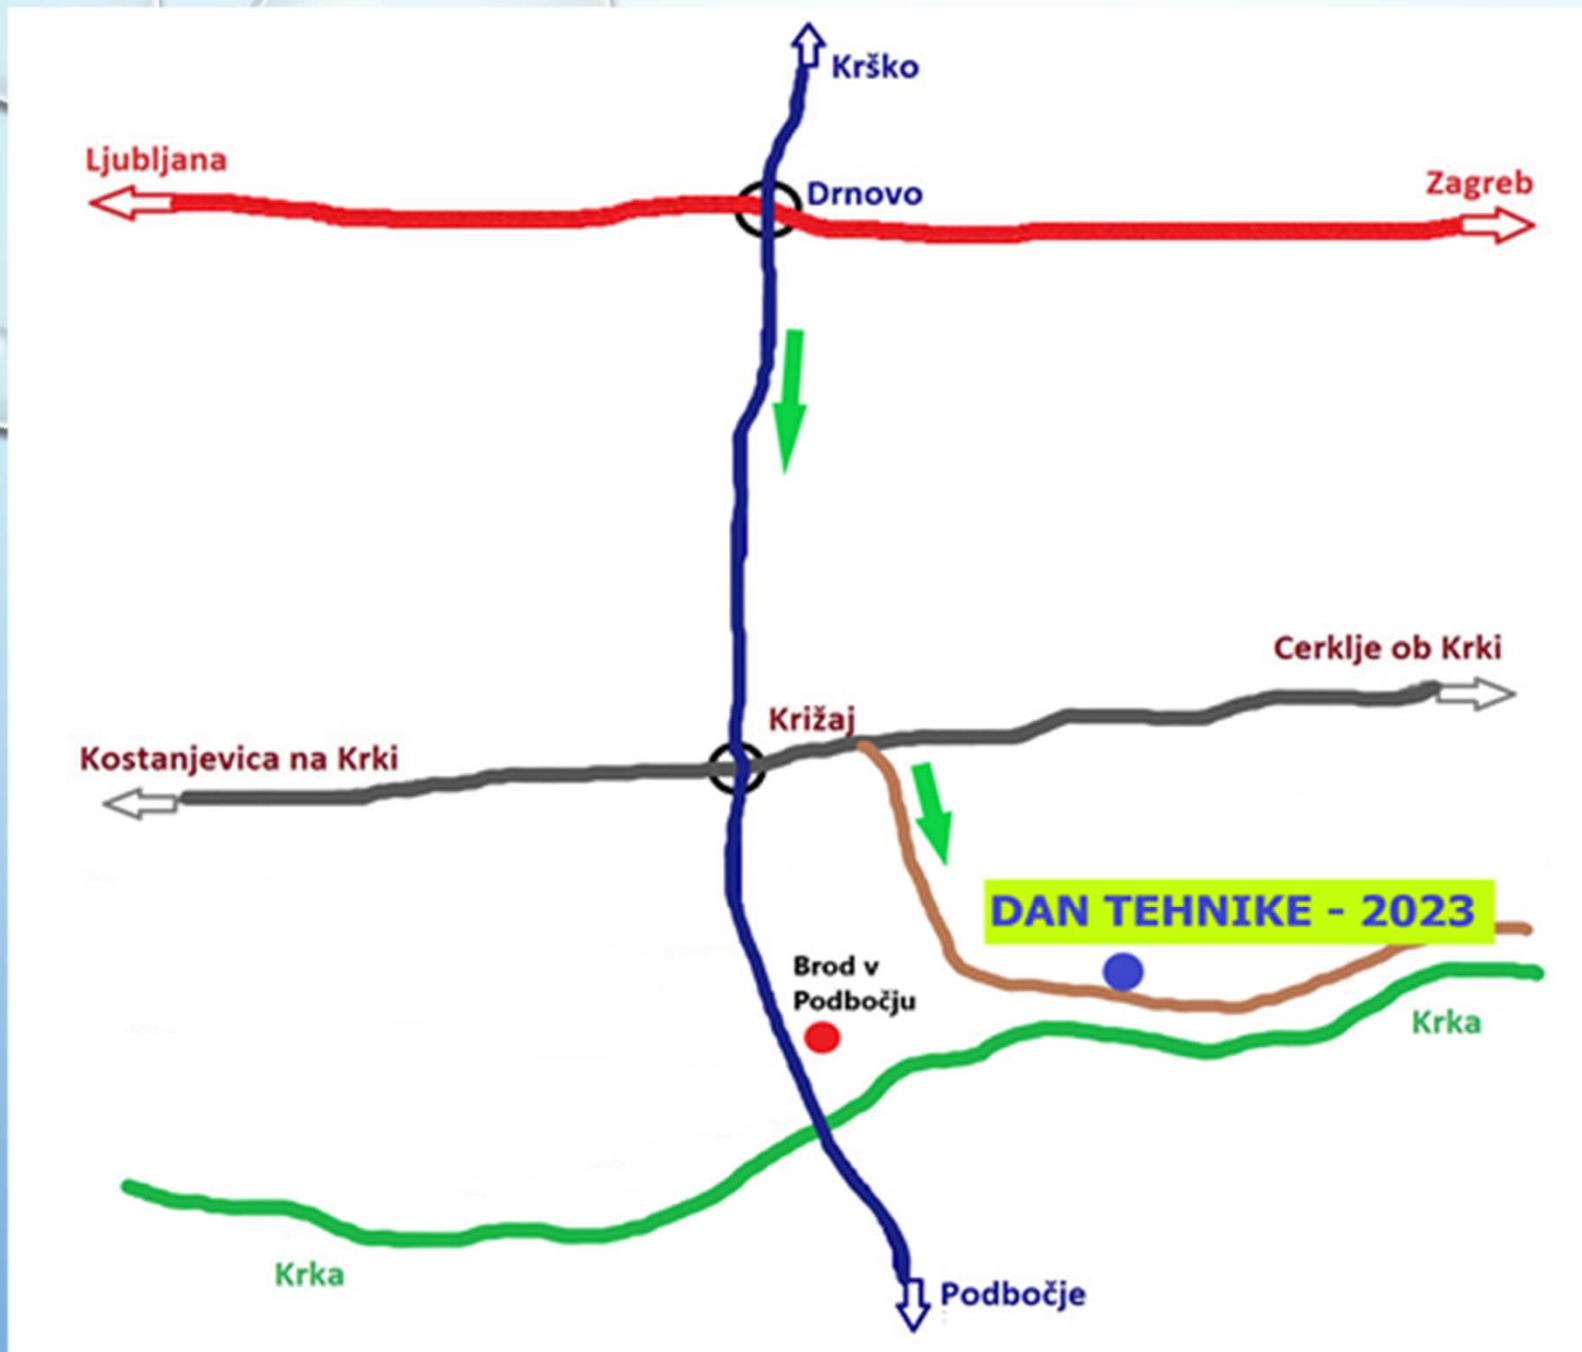 Krško
Ljubljana
Drnovo
Zagreb
Cerklje ob Krki
Križaj
Kostanjevica na Krki
DAN TEHNIKE - 2023
Brod v
Podbočju
Krka
Krka
Podbočje